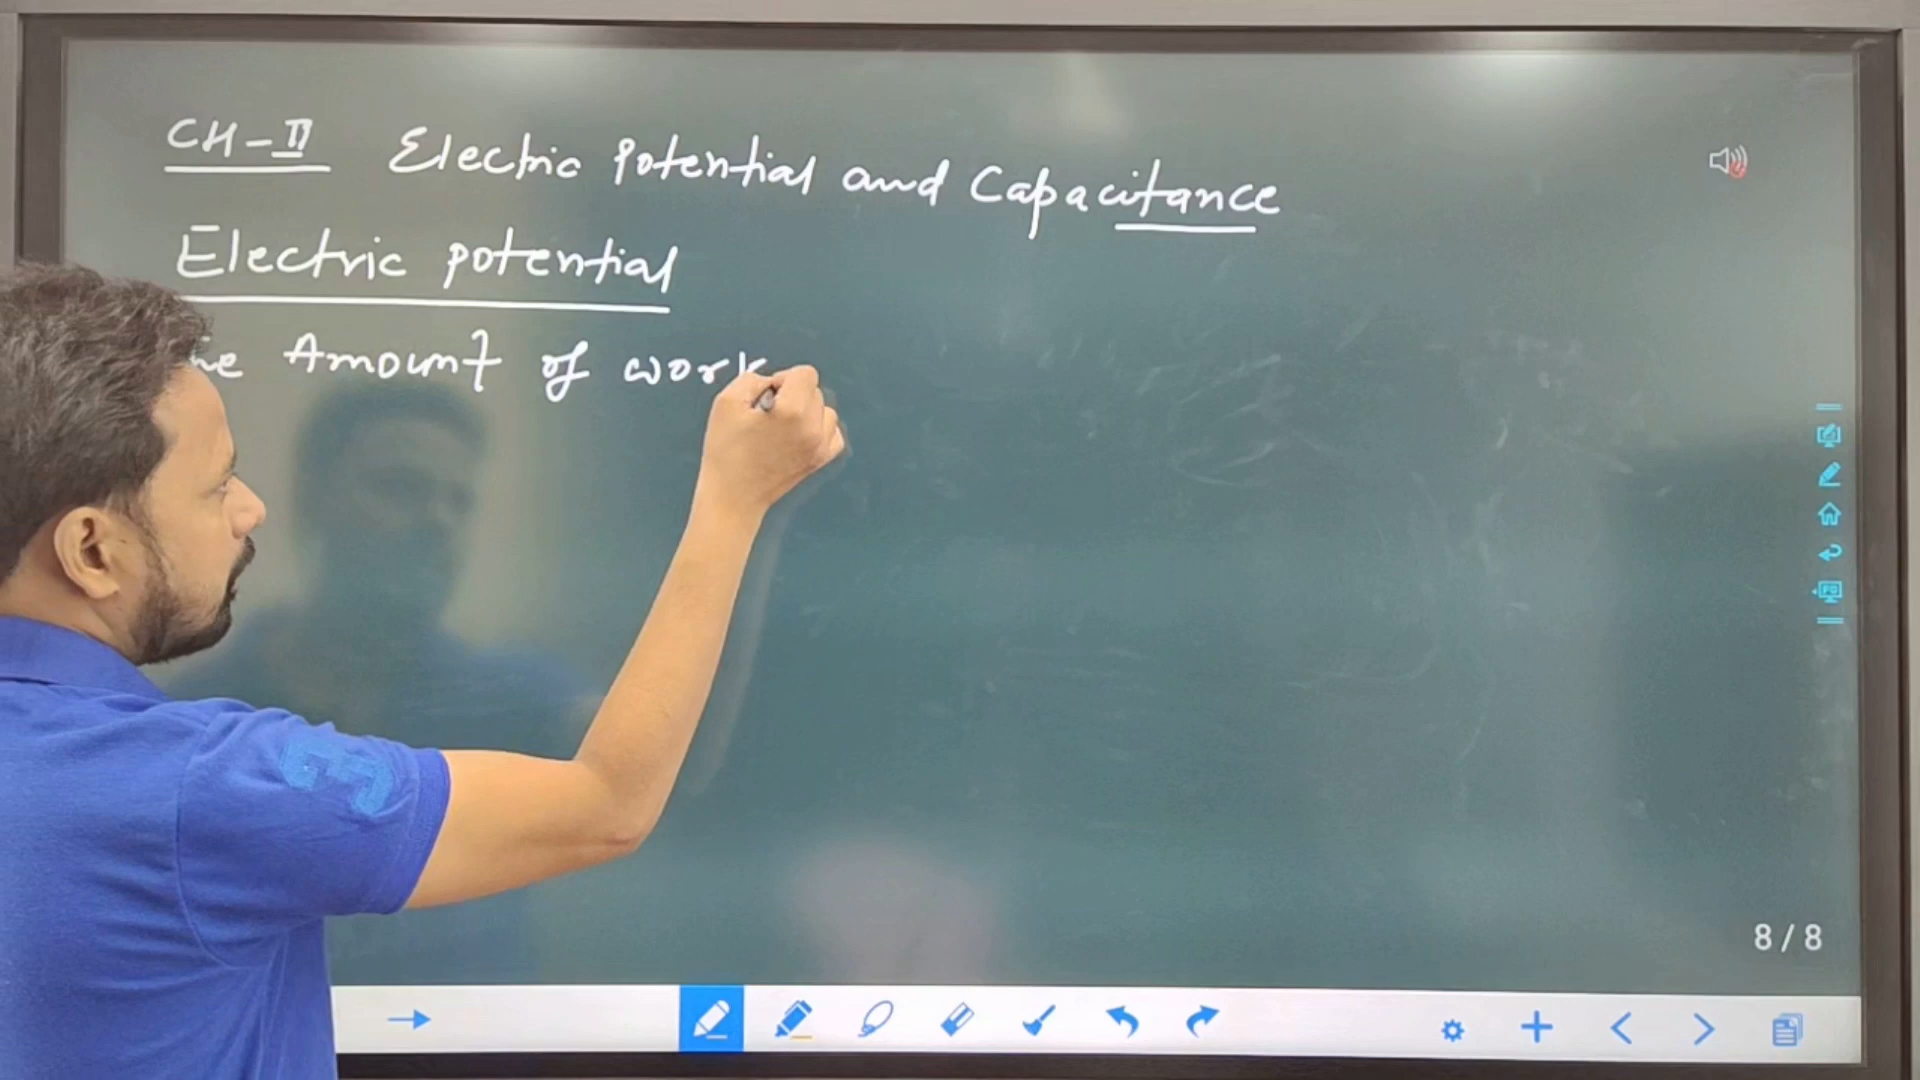 CH-II Electric Potential and Capacitance
Electric potential
Amount of work
8/8